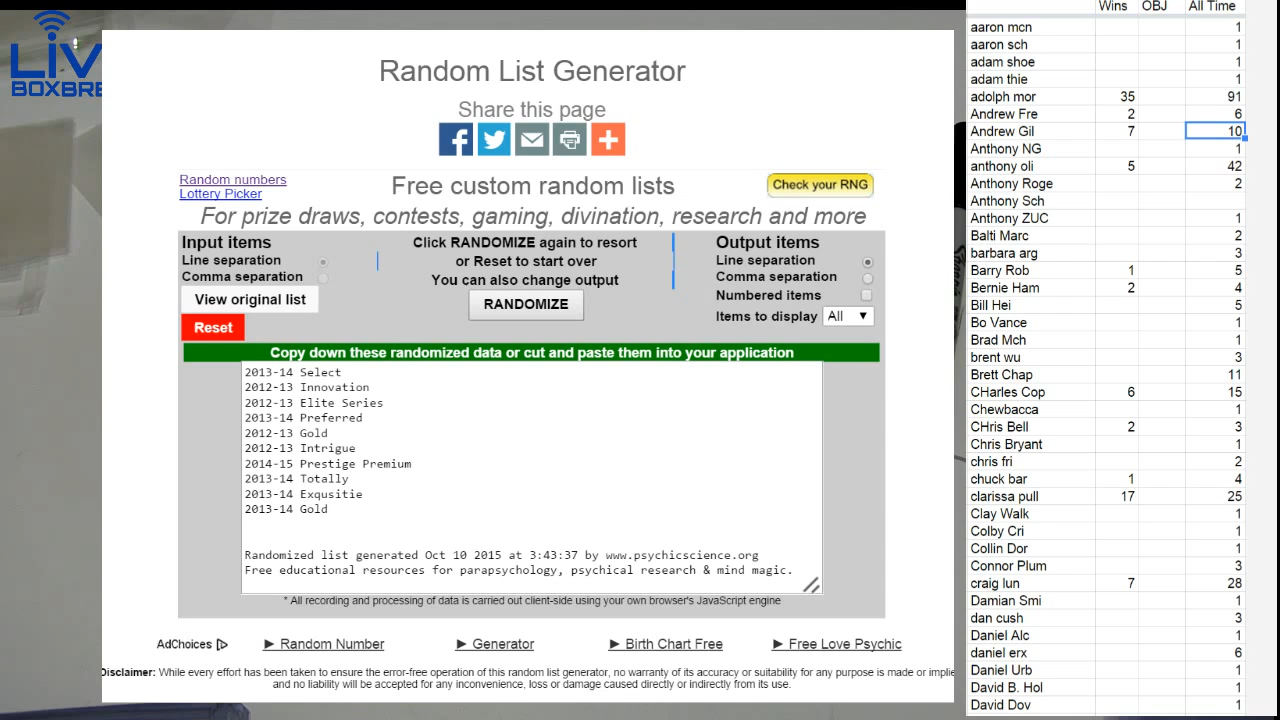 LIV
BOXBRE
Random List Generator
Share this page
Random numbers
Lottery Picker
Free custom random lists
Check your RNG
For prize draws, contests, gaming, divination, research and more
Input items
Line separation
Comma separation
View original list
Reset
Click RANDOMIZE again to resort
or Reset to start over
You can also change output
RANDOMIZE
Output items
Line separation
Comma separation
Numbered items
Items to display All
Copy down these randomized data or cut and paste them into your application
2013-14 Select
2012-13 Innovation
2012-13 Elite Series
2013-14 Preferred
2012-13 Gold
2012-13 Intrigue
2014-15 Prestige Premium
2013-14 Totally
2013-14 Exqusitie
2013-14 Gold
Randomized list generated Oct 10 2015 at 3:43:37 by www.psychicscience.org
Free educational resources for parapsychology, psychical research & mind magic.
* All recording and processing of data is carried out client-side using your own browser's JavaScript engine
AdChoices
Random Number
Generator
Birth Chart Free
Free Love Psychic
Disclaimer: While every effort has been taken to ensure the error-free operation of this random list generator, no warranty of its accuracy or suitability for any purpose is made or implie
and no liability will be accepted for any inconvenience, loss or damage caused directly or indirectly from its use.
Wins OBJ All Time
aaron mcn 1
aaron sch 1
adam shoe 1
adam thie 1
adolph mor 35 91
Andrew Fre 2 6
Andrew Gil 7 10
Anthony NG 1
anthony oli 5 42
Anthony Roge 2
Anthony Sch
Anthony ZUC 1
Balti Marc 2
barbara arg 3
Barry Rob 1 5
Bernie Ham 2 4
Bill Hei 5
Bo Vance 1
Brad Mch 1
brent wu 3
Brett Chap 11
CHarles Cop 6 15
Chewbacca 1
CHris Bell 2 3
Chris Bryant 1
chris fri 2
chuck bar 1 4
clarissa pull 17 25
Clay Walk 1
Colby Cri 1
Collin Dor 1
Connor Plum 3
craig lun 7 28
Damian Smi 1
dan cush 3
Daniel Alc 1
daniel erx 6
Daniel Urb 1
David B. Hol 1
David Dov 1